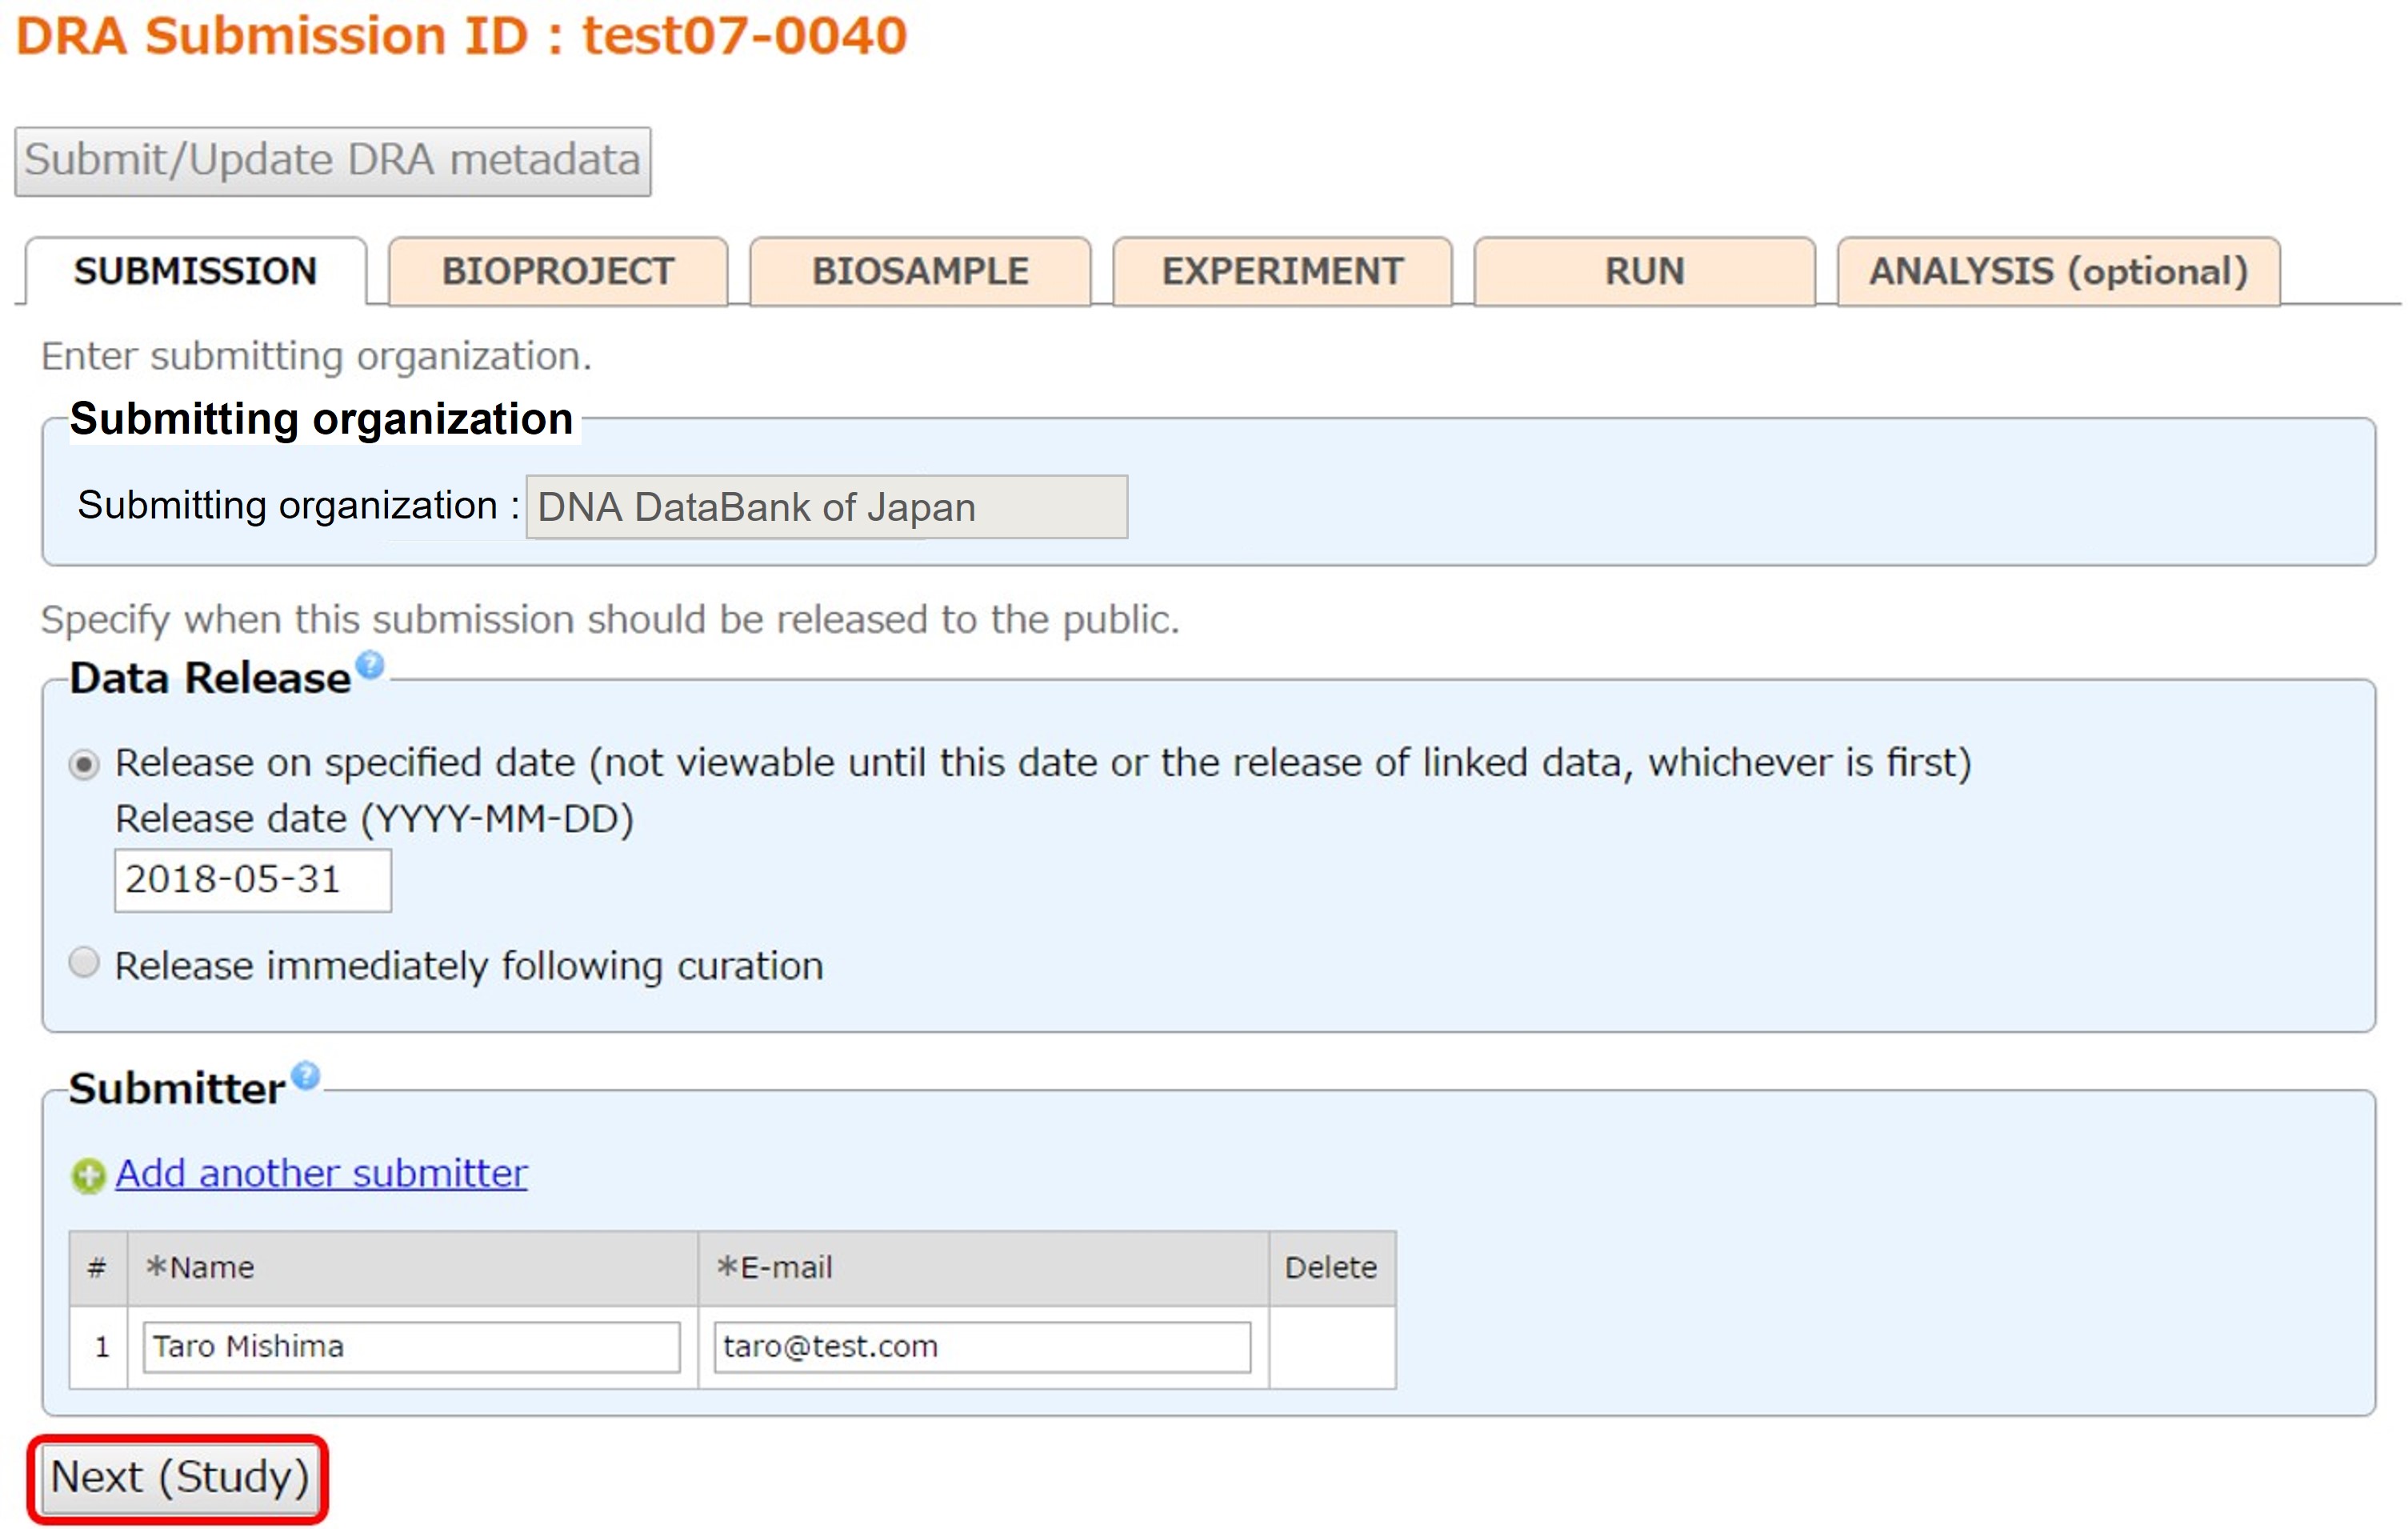 DRA Submission ID : test07-0040
Submit/Update DRA metadata
SUBMISSION BIOPROJECT BIOSAMPLE EXPERIMENT RUN ANALYSIS (optional)
Enter submitting organization.
Submitting organization
Submitting organization : DNA DataBank of Japan
Specify when this submission should be released to the public.
Data Release ?
Release on specified date (not viewable until this date or the release of linked data, whichever is first)
Release date (YYYY-MM-DD)
2018-05-31
Release immediately following curation
Submitter ?
Add another submitter
# *Name *E-mail Delete
1 Taro Mishima taro@test.com
Next (Study)